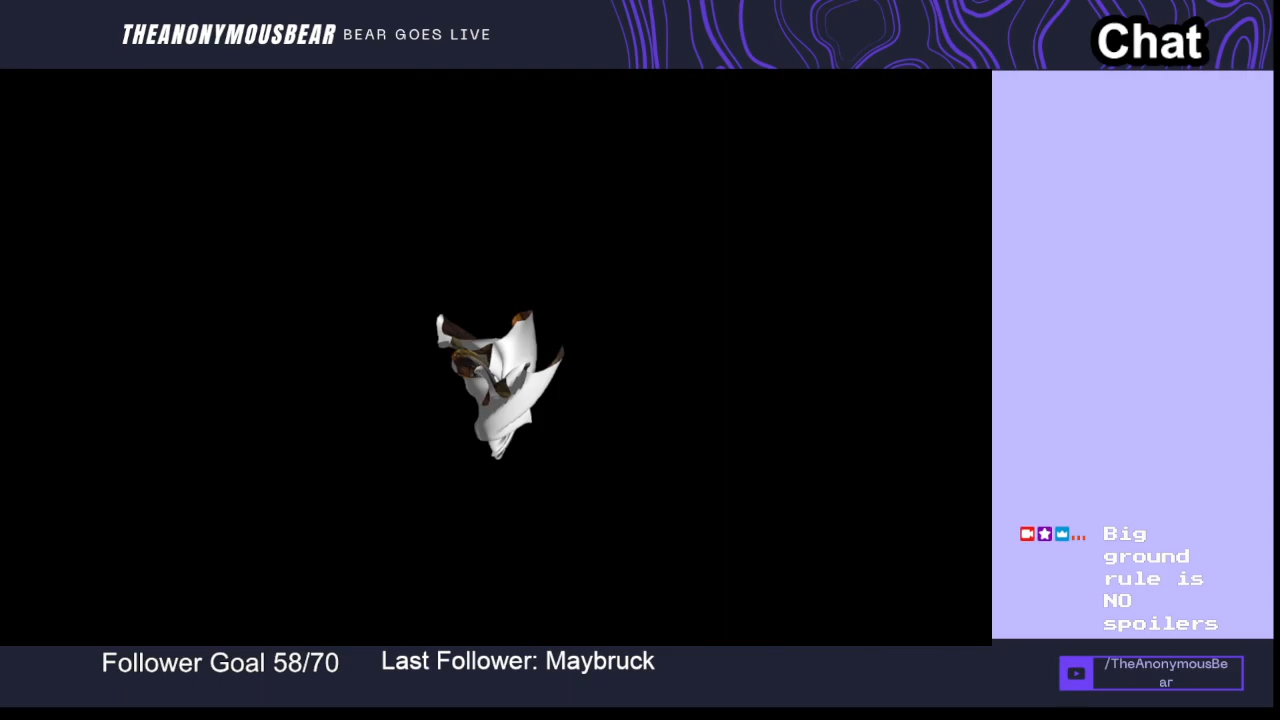 THEANONYMOUSBEAR BEAR GOES LIVE
Chat
Big
ground
rule is
NO
spoilers
Follower Goal 58/70
Last Follower: Maybruck
/TheAnonymousBe
ar